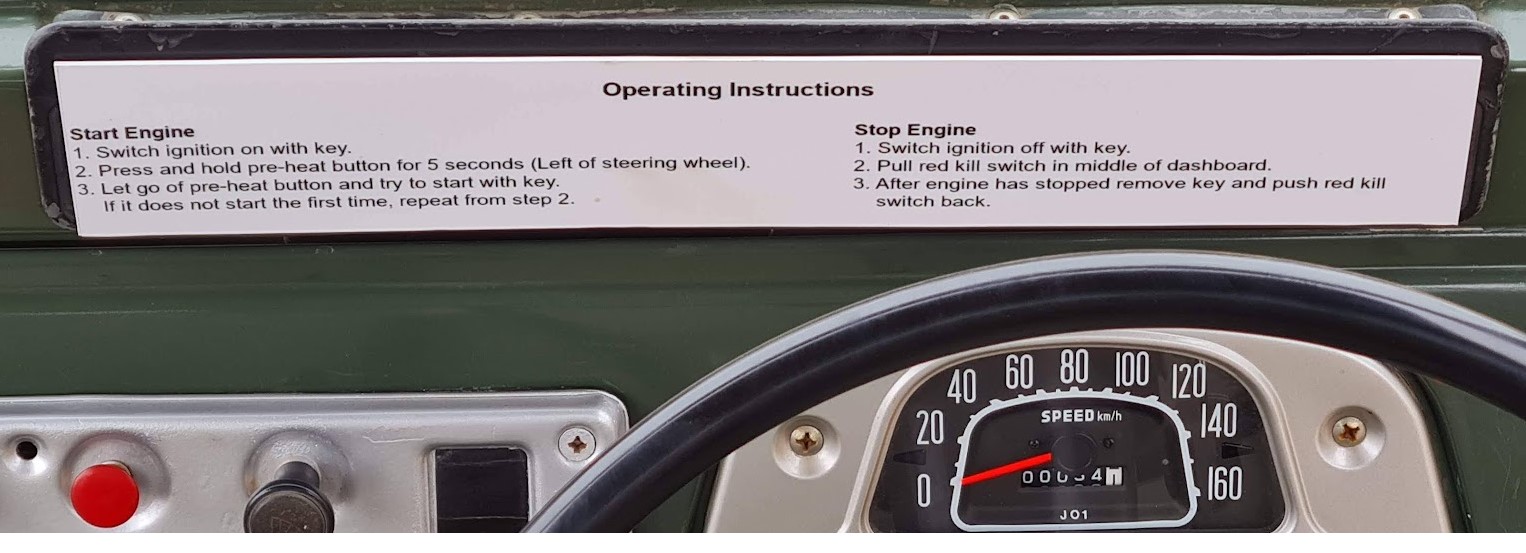 Operating Instructions
Start Engine
1. Switch ignition on with key.
2. Press and hold pre-heat button for 5 seconds (Left of steering wheel).
3. Let go of pre-heat button and try to start with key.
If it does not start the first time, repeat from step 2.
Stop Engine
1. Switch ignition off with key.
2. Pull red kill switch in middle of dashboard.
3. After engine has stopped remove key and push red kill
switch back.
0 20 40 60 80 100 120 140 160
SPEED km/h
J01